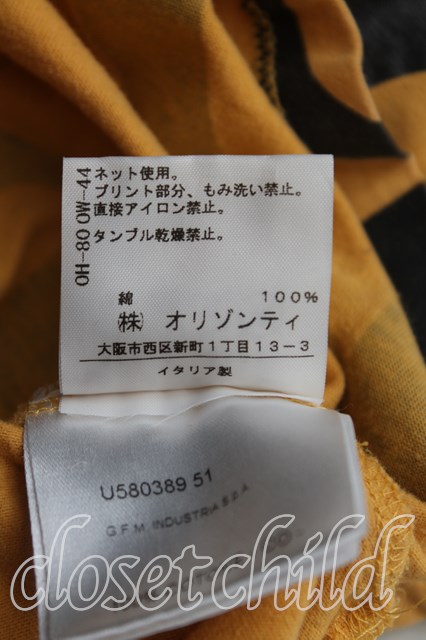 OH-80 OW-44
ネット使用。
プリント部分、もみ洗い禁止。
直接アイロン禁止。
タンブル乾燥禁止。
綿 100%
㈱ オリゾンティ
大阪市西区新町1丁目13-3
イタリア製
U580389 51
G.F.M. INDUSTRIA S.P.A
closet child